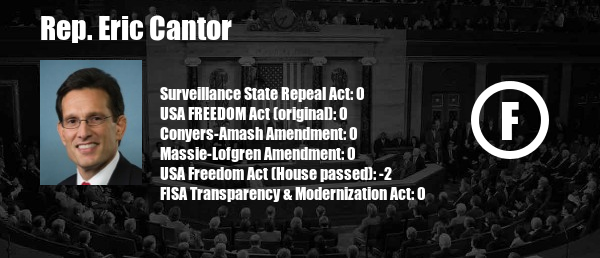 Rep. Eric Cantor
Surveillance State Repeal Act: 0
USA FREEDOM Act (original): 0
Conyers-Amash Amendment: 0
Massie-Lofgren Amendment: 0
USA Freedom Act (House passed): -2
FISA Transparency & Modernization Act: 0
F